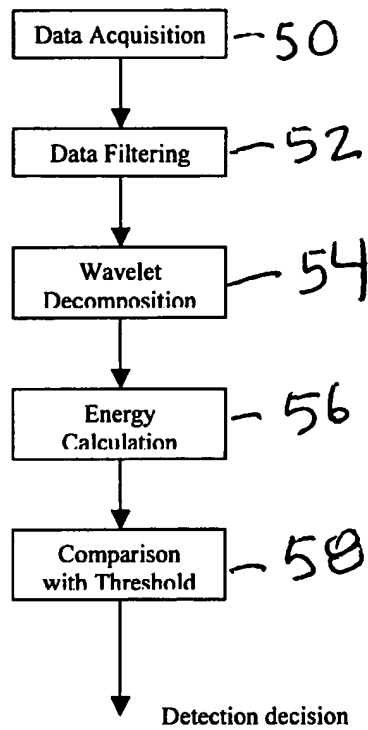 Data Acquisition 50
Data Filtering 52
Wavelet 54
Decomposition
Energy 56
Calculation
Comparison 58
with Threshold
Detection decision